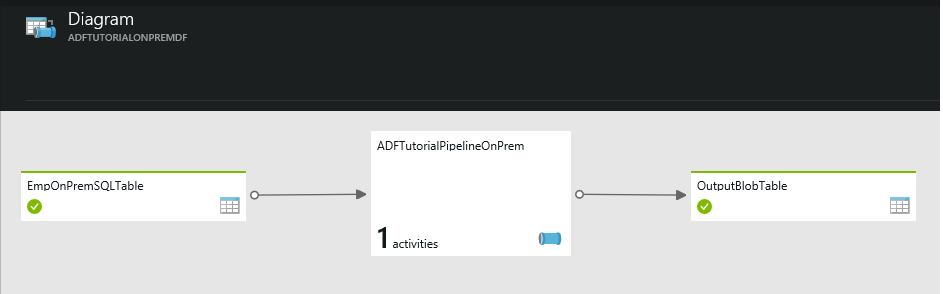 Diagram
ADFTUTORIALONPREMDF
ADFTutorialPipelineOnPrem
EmpOnPremSQLTable
OutputBlobTable
1 activities